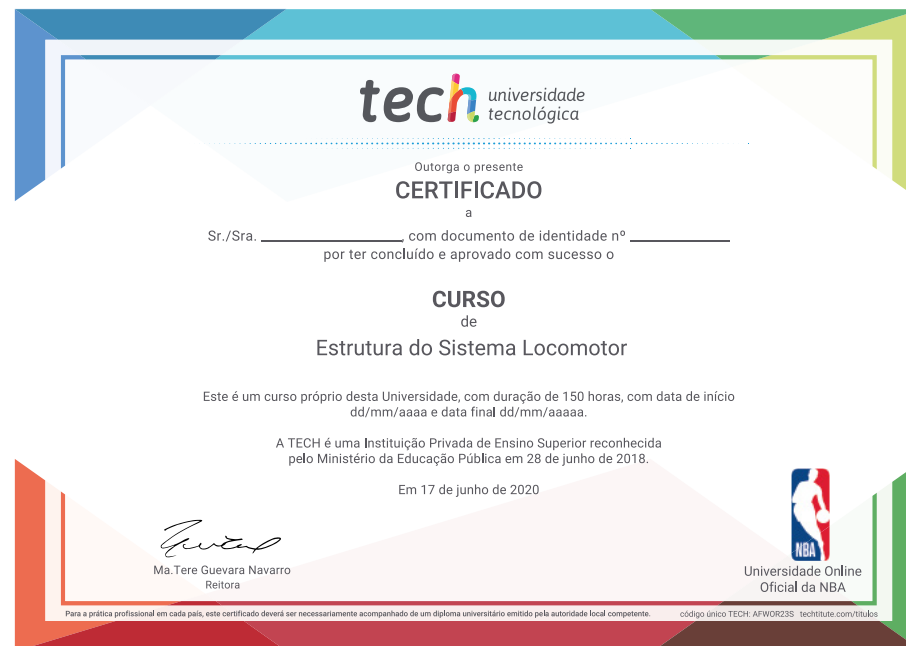 tech universidade
tecnológica
Outorga o presente
CERTIFICADO
a
Sr./Sra. , com documento de identidade nº
por ter concluído e aprovado com sucesso o
CURSO
de
Estrutura do Sistema Locomotor
Este é um curso próprio desta Universidade, com duração de 150 horas, com data de início
dd/mm/aaaa e data final dd/mm/aaaaa.
A TECH é uma Instituição Privada de Ensino Superior reconhecida
pelo Ministério da Educação Pública em 28 de junho de 2018.
Em 17 de junho de 2020
Ma.Tere Guevara Navarro
Reitora
NBA
Universidade Online
Oficial da NBA
Para a prática profissional em cada país, este certificado deverá ser necessariamente acompanhado de um diploma universitário emitido pela autoridade local competente.
código único TECH: AFWOR23S techtitute.com/titulos